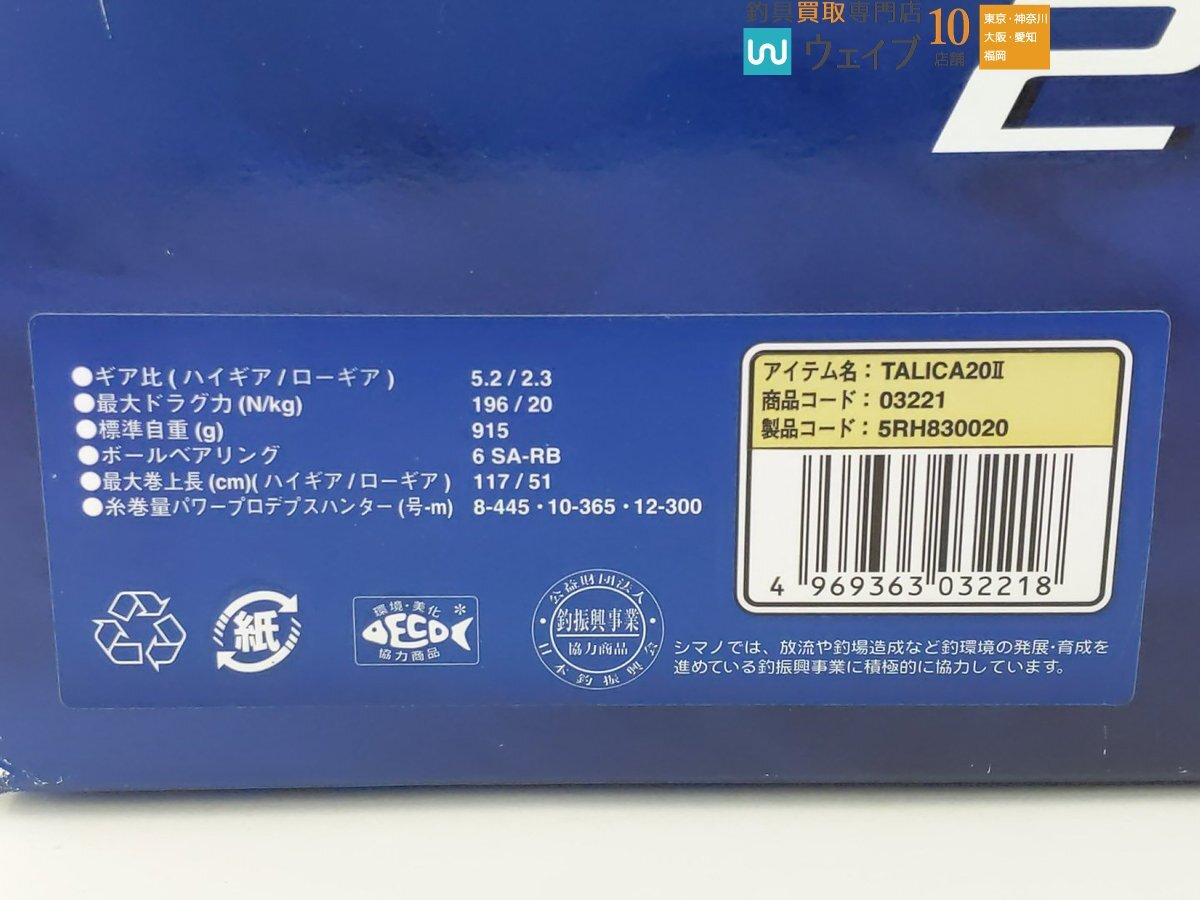 釣具買取専門店
ウェイブ
10
店舗
東京・神奈川
大阪・愛知
福岡
2
●ギア比(ハイギア/ローギア) 5.2/2.3
●最大ドラグ力(N/kg) 196/20
●標準自重(g) 915
●ボールベアリング 6 SA-RB
●最大巻上長(cm)(ハイギア/ローギア) 117/51
●糸巻量パワープロデプスハンター(号-m) 8-445・10-365・12-300
アイテム名：TALICA20Ⅱ
商品コード：03221
製品コード：5RH830020
4 969363 032218
紙
環境・美化
ECO
協力商品
公益財団法人
釣振興事業
協力商品
日本釣振興会
シマノでは、放流や釣場造成など釣環境の発展・育成を
進めている釣振興事業に積極的に協力しています。